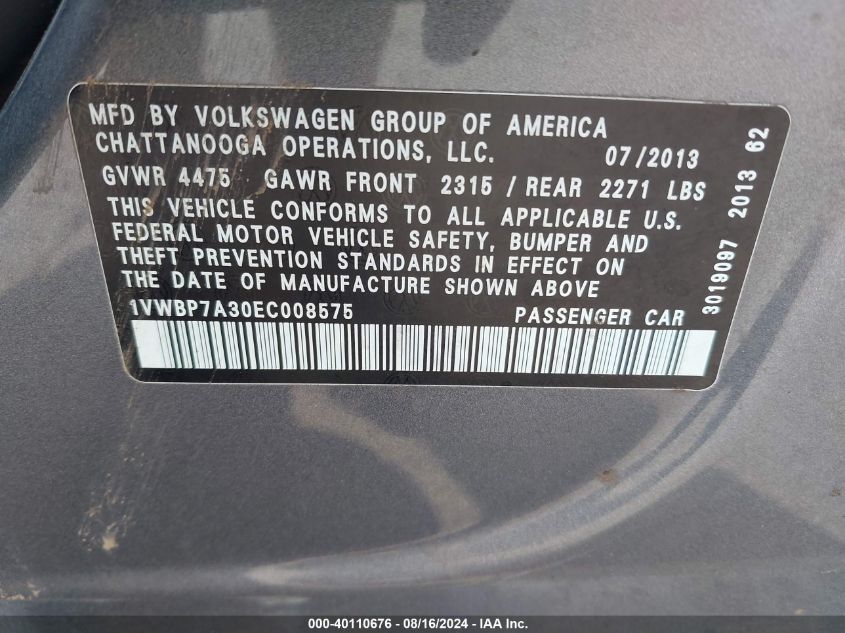 MFD BY VOLKSWAGEN GROUP OF AMERICA
CHATTANOOGA OPERATIONS, LLC. 07/2013
GVWR 4475 GAWR FRONT 2315 / REAR 2271 LBS
THIS VEHICLE CONFORMS TO ALL APPLICABLE U.S.
FEDERAL MOTOR VEHICLE SAFETY, BUMPER AND
THEFT PREVENTION STANDARDS IN EFFECT ON
THE DATE OF MANUFACTURE SHOWN ABOVE
1VWBP7A30EC008575 PASSENGER CAR
3019097 2013 62
000-40110676 - 08/16/2024 - IAA, Inc.